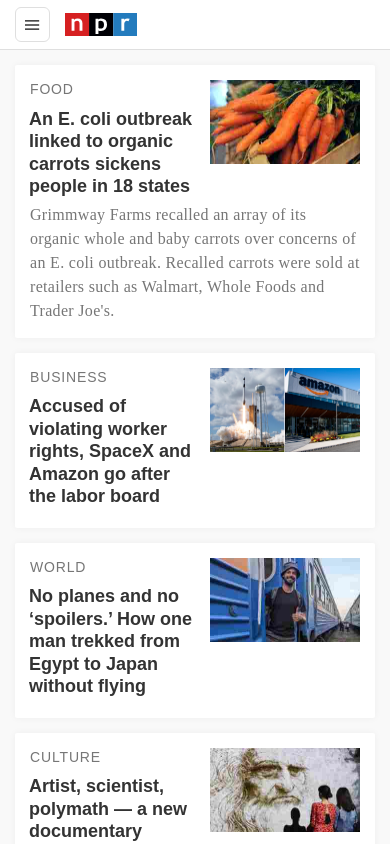 npr
FOOD
An E. coli outbreak
linked to organic
carrots sickens
people in 18 states
Grimmway Farms recalled an array of its
organic whole and baby carrots over concerns of
an E. coli outbreak. Recalled carrots were sold at
retailers such as Walmart, Whole Foods and
Trader Joe's.
BUSINESS
Accused of
violating worker
rights, SpaceX and
Amazon go after
the labor board
amazon
WORLD
No planes and no
‘spoilers.’ How one
man trekked from
Egypt to Japan
without flying
CULTURE
Artist, scientist,
polymath — a new
documentary